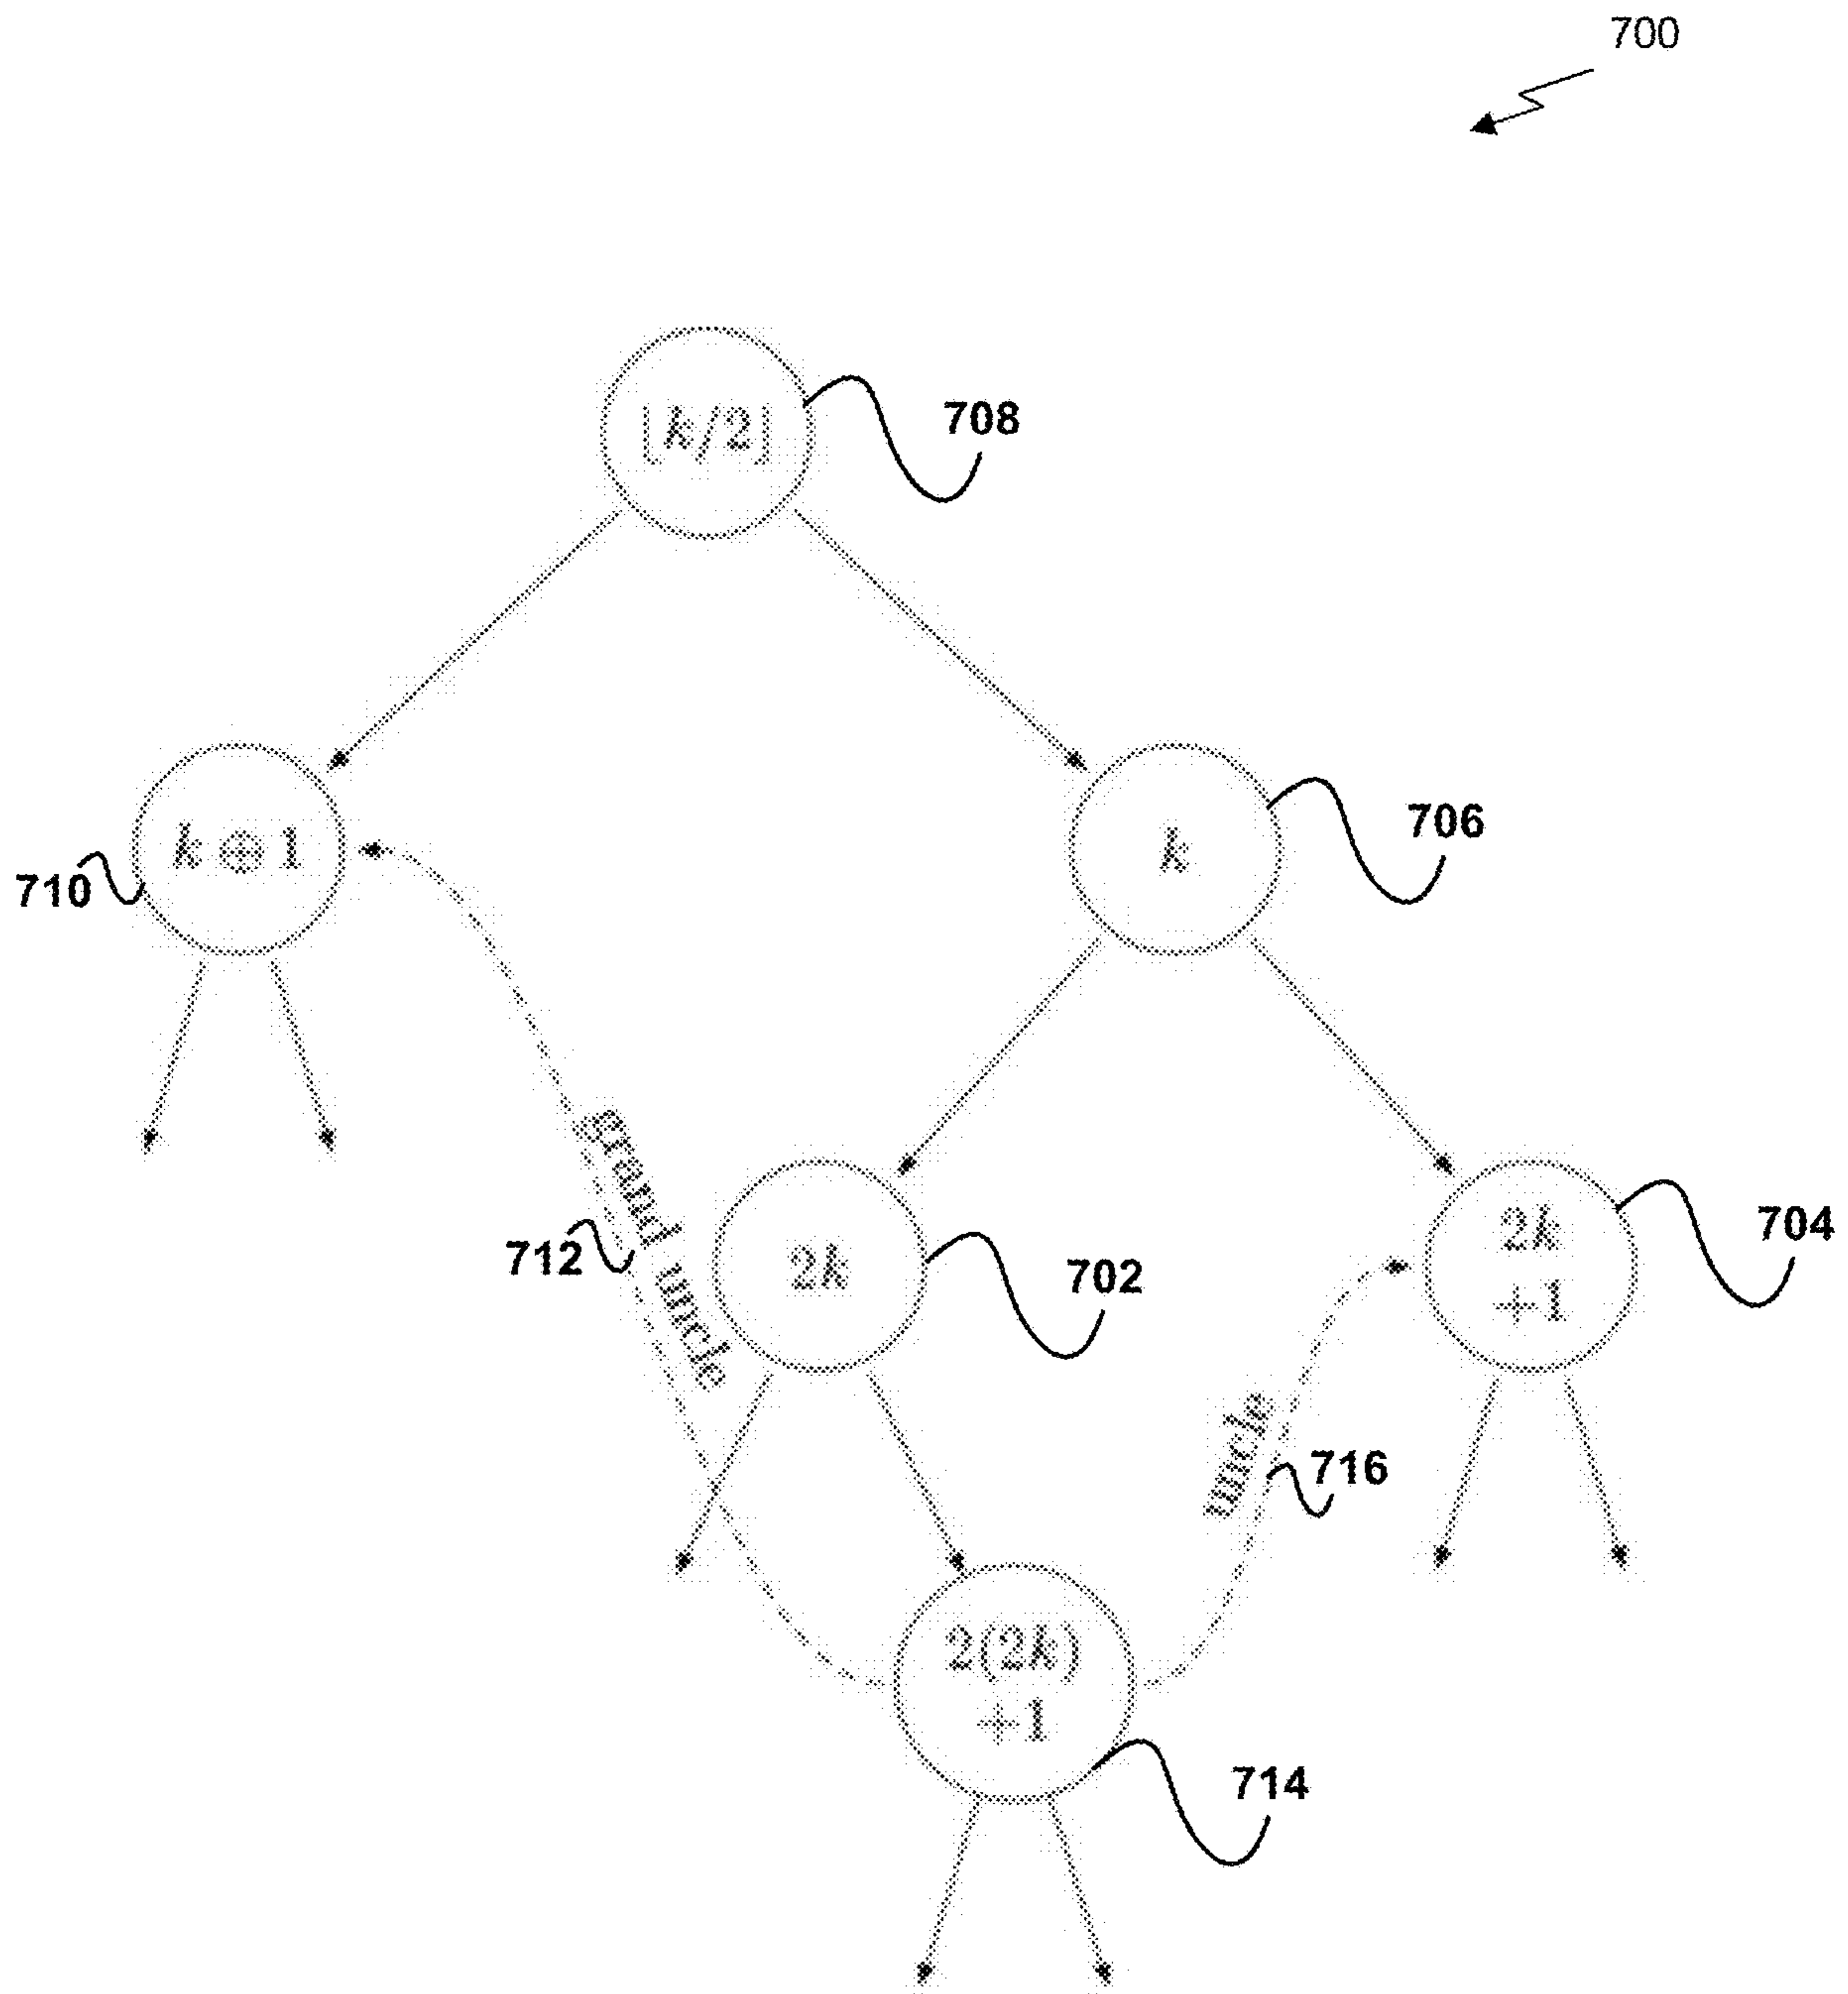 700
⌊k/2⌋
708
k ⊕ 1
710
k
706
grand uncle
712
2k
702
2k
+1
704
uncle
716
2(2k)
+1
714